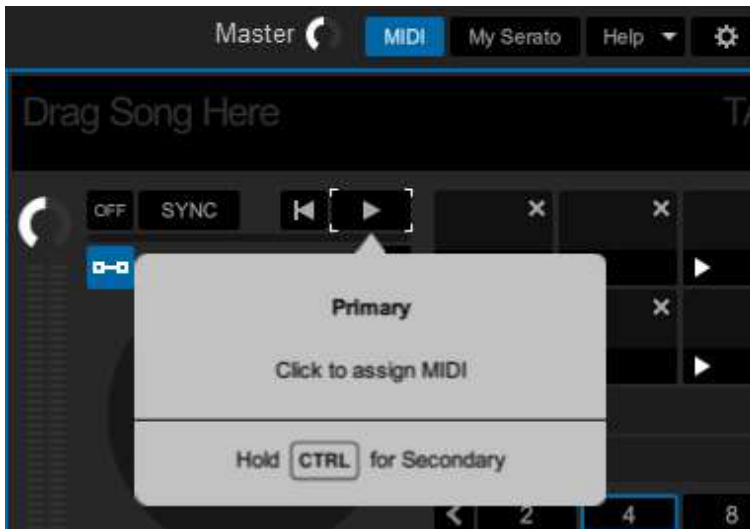 Master MIDI My Serato Help
Drag Song Here
OFF SYNC
Primary
Click to assign MIDI
Hold CTRL for Secondary
2 4 8